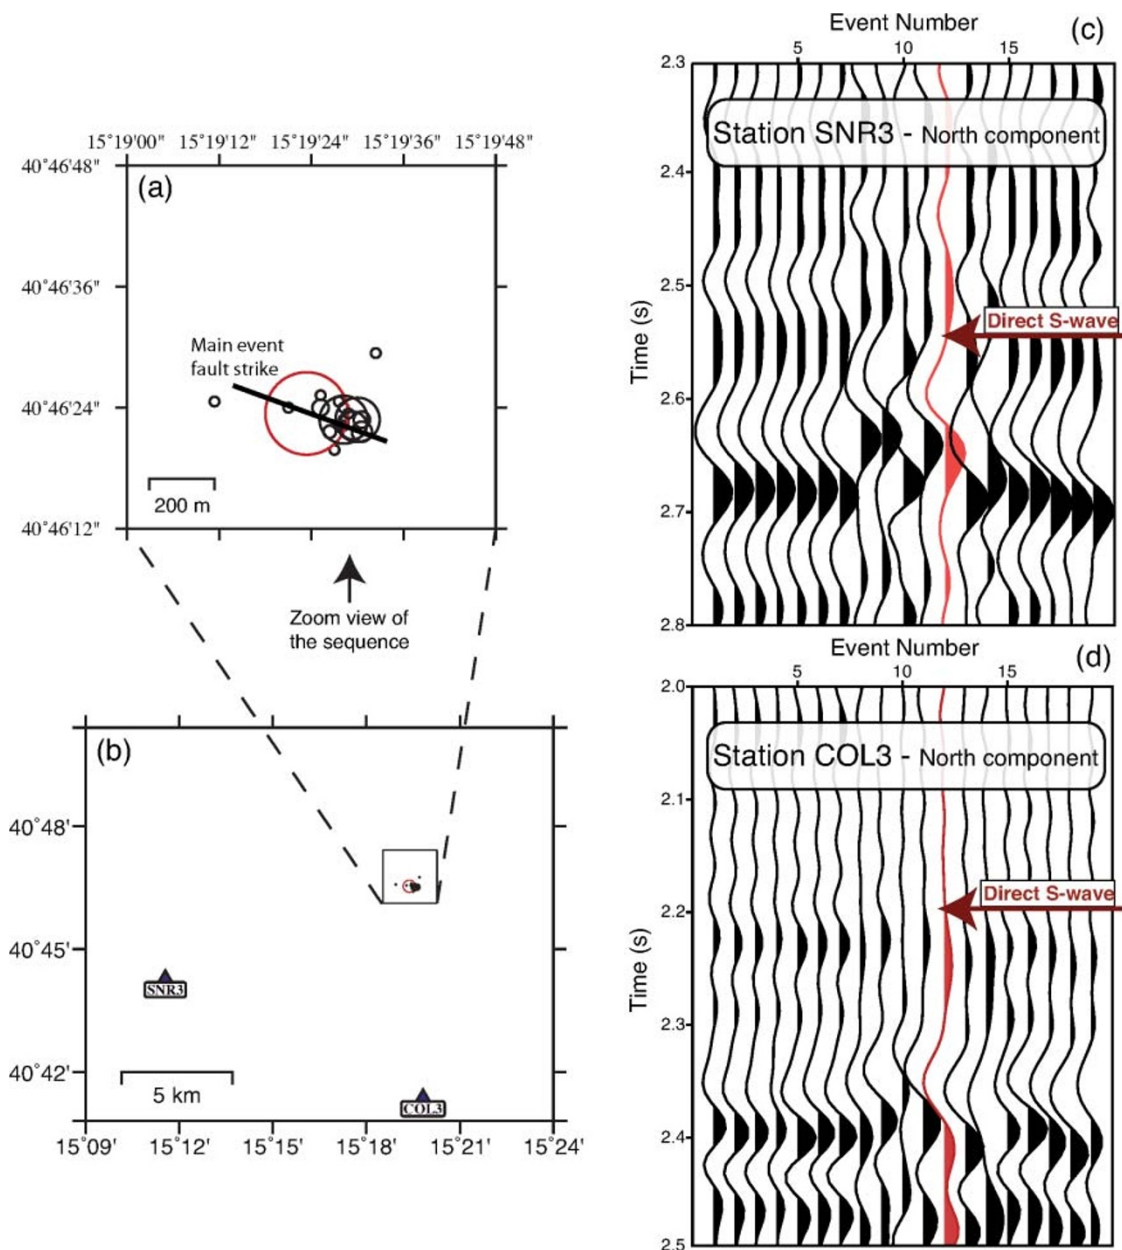 15°19'00" 15°19'12" 15°19'24" 15°19'36" 15°19'48"
40°46'48"
(a)
40°46'36"
Main event
fault strike
40°46'24"
200 m
40°46'12"
Zoom view of
the sequence
(b)
40°48'
40°45'
SNR3
40°42'
5 km
COL3
15°09' 15°12' 15°15' 15°18' 15°21' 15°24'
Event Number
(c)
5 10 15
2.3
Station SNR3 - North component
2.4
2.5
Direct S-wave
Time (s)
2.6
2.7
2.8
Event Number
(d)
5 10 15
2.0
Station COL3 - North component
2.1
Direct S-wave
2.2
Time (s)
2.3
2.4
2.5